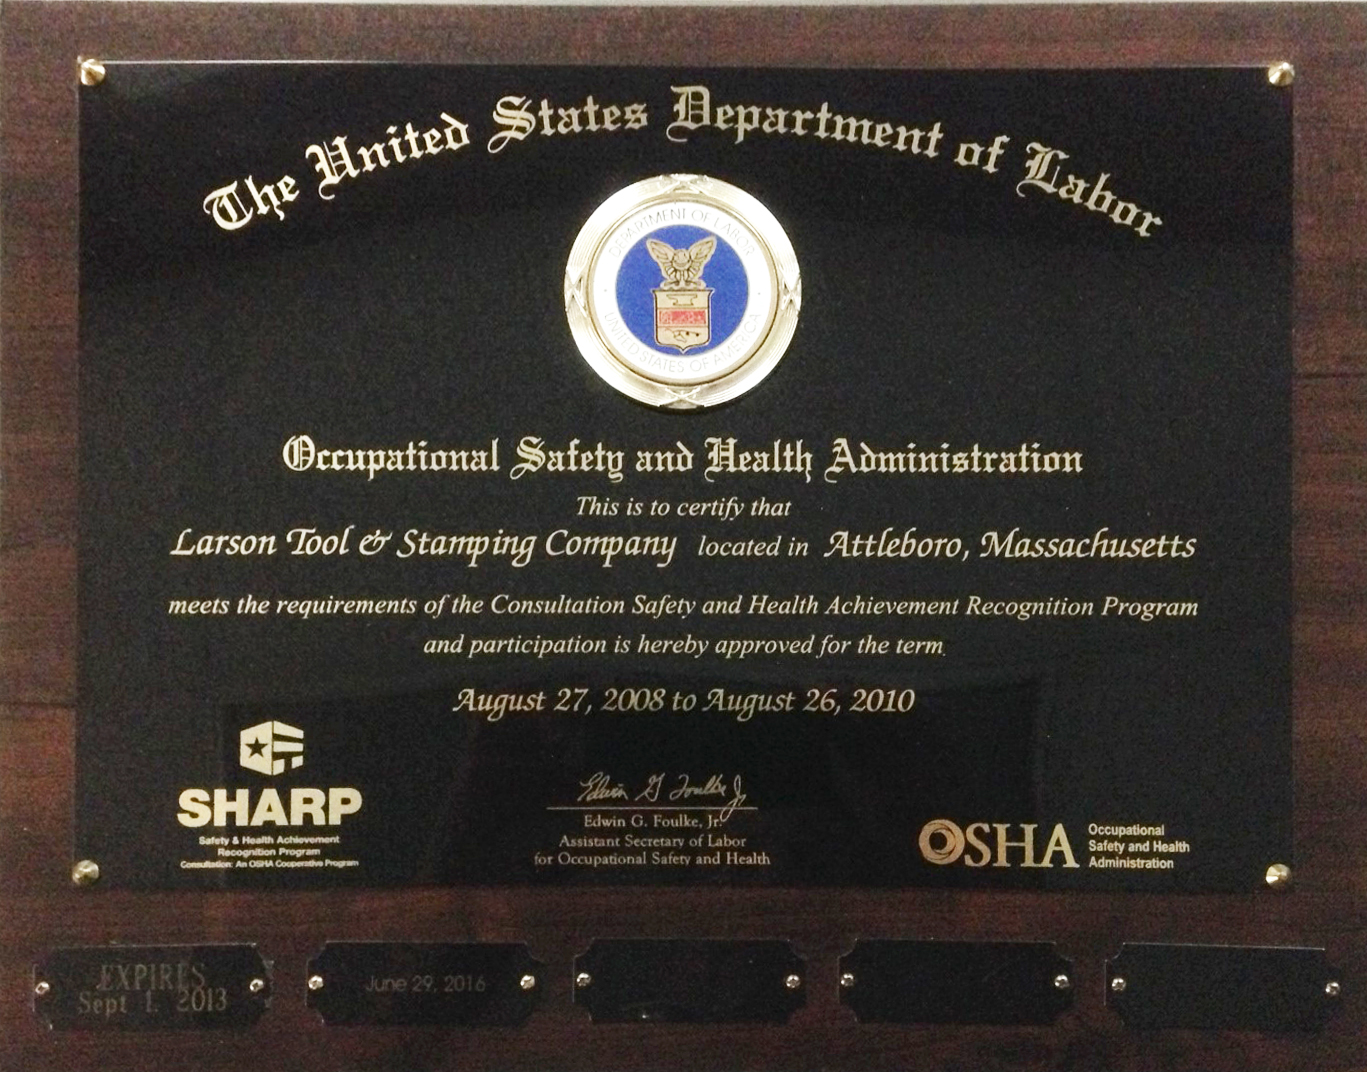 The United States Department of Labor
DEPARTMENT OF LABOR
UNITED STATES OF AMERICA
Occupational Safety and Health Administration
This is to certify that
Larson Tool & Stamping Company located in Attleboro, Massachusetts
meets the requirements of the Consultation Safety and Health Achievement Recognition Program
and participation is hereby approved for the term
August 27, 2008 to August 26, 2010
SHARP
Safety & Health Achievement
Recognition Program
Consultation: An OSHA Cooperative Program
Edwin G Foulke Jr
Edwin G. Foulke, Jr.
Assistant Secretary of Labor
for Occupational Safety and Health
OSHA
Occupational
Safety and Health
Administration
EXPIRES
Sept 1, 2013
June 29, 2016